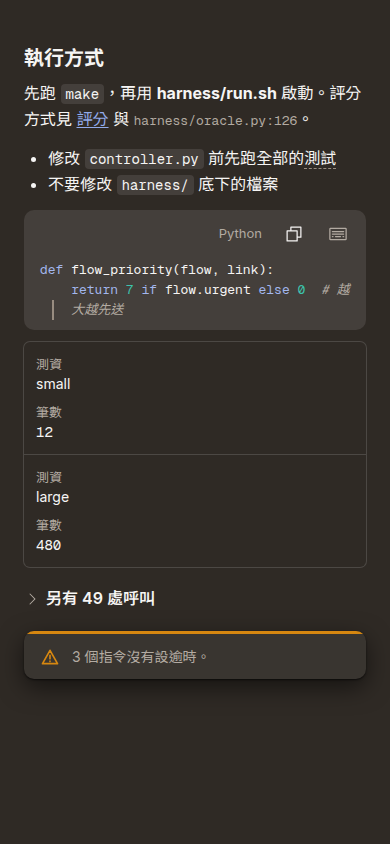 執行方式
先跑 make，再用 harness/run.sh 啟動。評分
方式見 評分 與 harness/oracle.py:126。
修改 controller.py 前先跑全部的測試
不要修改 harness/ 底下的檔案
Python
def flow_priority(flow, link):
    return 7 if flow.urgent else 0  # 越
大越先送
測資
small
筆數
12
測資
large
筆數
480
另有 49 處呼叫
3 個指令沒有設逾時。